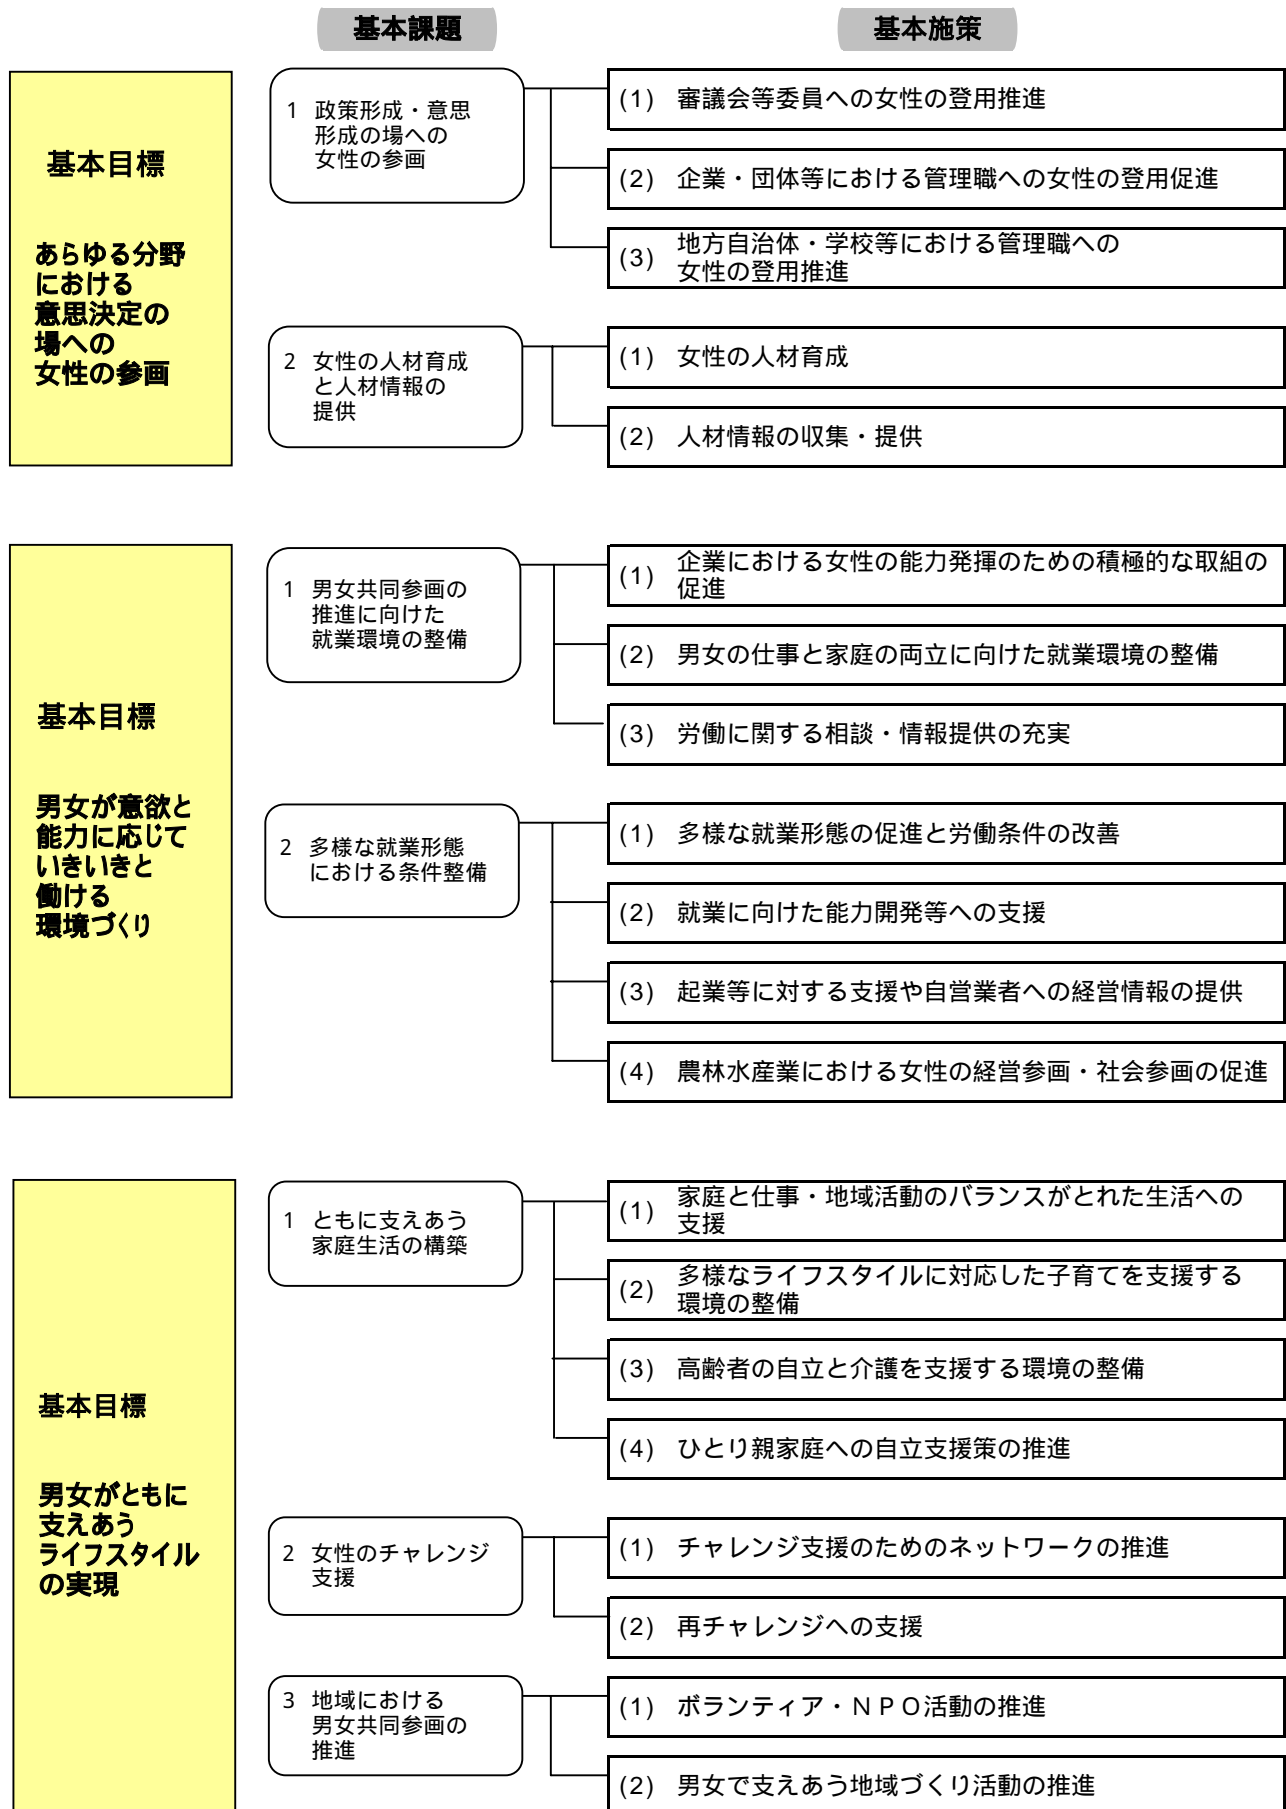 基本課題
基本施策
基本目標
あらゆる分野
における
意思決定の
場への
女性の参画
1 政策形成・意思
形成の場への
女性の参画
(1) 審議会等委員への女性の登用推進
(2) 企業・団体等における管理職への女性の登用促進
(3) 地方自治体・学校等における管理職への
女性の登用推進
2 女性の人材育成
と人材情報の
提供
(1) 女性の人材育成
(2) 人材情報の収集・提供
基本目標
男女が意欲と
能力に応じて
いきいきと
働ける
環境づくり
1 男女共同参画の
推進に向けた
就業環境の整備
(1) 企業における女性の能力発揮のための積極的な取組の
促進
(2) 男女の仕事と家庭の両立に向けた就業環境の整備
(3) 労働に関する相談・情報提供の充実
2 多様な就業形態
における条件整備
(1) 多様な就業形態の促進と労働条件の改善
(2) 就業に向けた能力開発等への支援
(3) 起業等に対する支援や自営業者への経営情報の提供
(4) 農林水産業における女性の経営参画・社会参画の促進
基本目標
男女がともに
支えあう
ライフスタイル
の実現
1 ともに支えあう
家庭生活の構築
(1) 家庭と仕事・地域活動のバランスがとれた生活への
支援
(2) 多様なライフスタイルに対応した子育てを支援する
環境の整備
(3) 高齢者の自立と介護を支援する環境の整備
(4) ひとり親家庭への自立支援策の推進
2 女性のチャレンジ
支援
(1) チャレンジ支援のためのネットワークの推進
(2) 再チャレンジへの支援
3 地域における
男女共同参画の
推進
(1) ボランティア・ＮＰＯ活動の推進
(2) 男女で支えあう地域づくり活動の推進